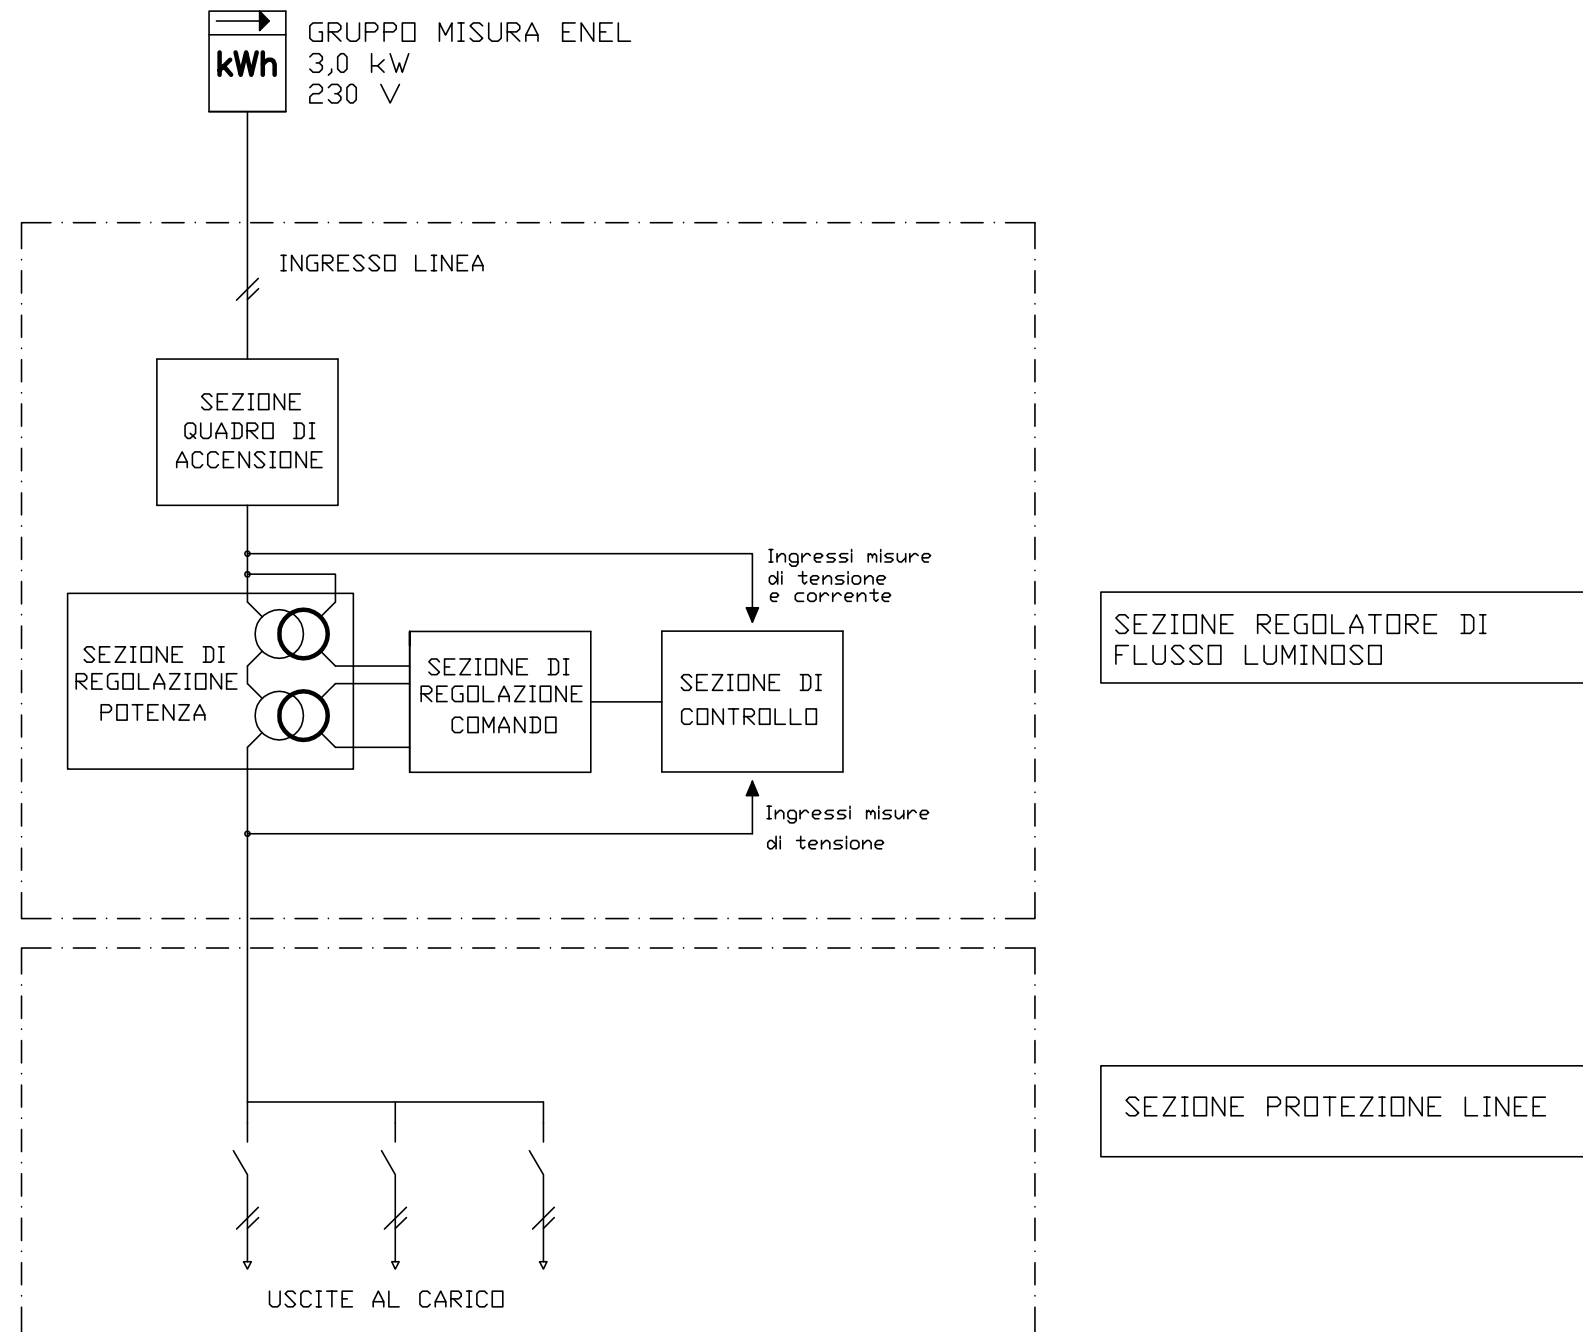 GRUPPO MISURA ENEL
kWh
3,0 kW
230 V
INGRESSO LINEA
SEZIONE
QUADRO DI
ACCENSIONE
Ingressi misure
di tensione
e corrente
SEZIONE DI
REGOLAZIONE
POTENZA
SEZIONE DI
REGOLAZIONE
COMANDO
SEZIONE DI
CONTROLLO
SEZIONE REGOLATORE DI
FLUSSO LUMINOSO
Ingressi misure
di tensione
SEZIONE PROTEZIONE LINEE
USCITE AL CARICO